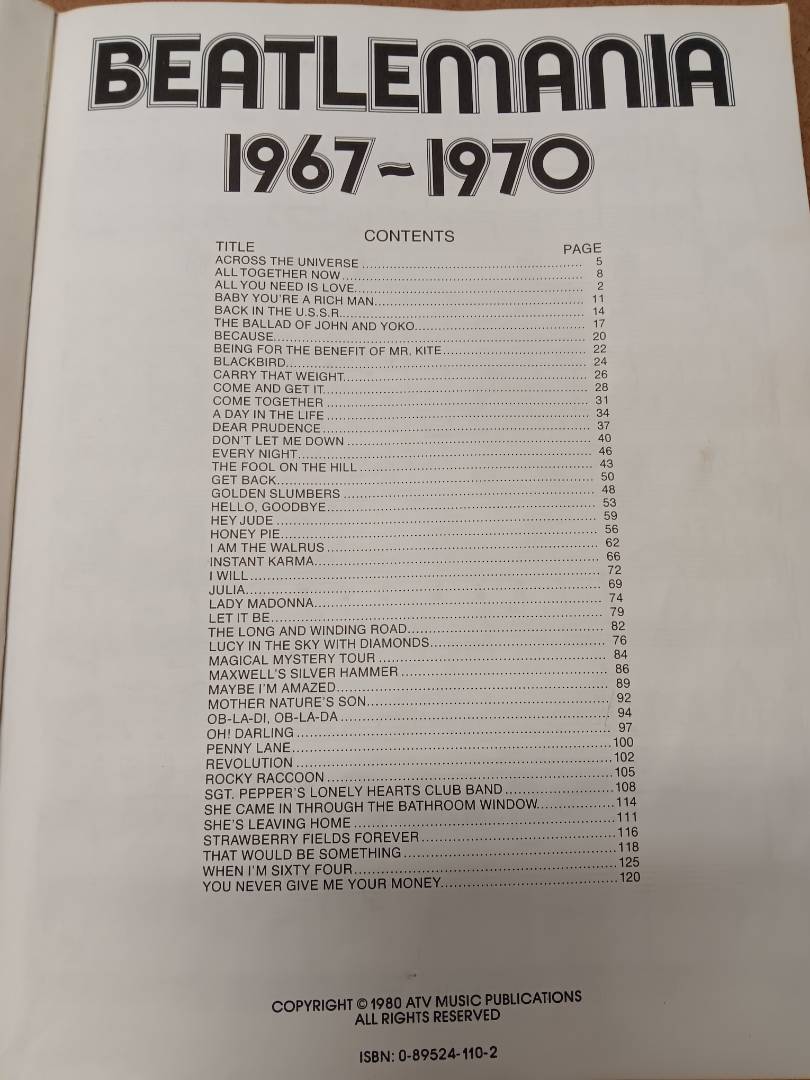 BEATLEMANIA
1967~1970
CONTENTS
TITLE PAGE
ACROSS THE UNIVERSE 5
ALL TOGETHER NOW 8
ALL YOU NEED IS LOVE 2
BABY YOU'RE A RICH MAN 11
BACK IN THE U.S.S.R. 14
THE BALLAD OF JOHN AND YOKO 17
BECAUSE 20
BEING FOR THE BENEFIT OF MR. KITE 22
BLACKBIRD 24
CARRY THAT WEIGHT 26
COME AND GET IT 28
COME TOGETHER 31
A DAY IN THE LIFE 34
DEAR PRUDENCE 37
DON'T LET ME DOWN 40
EVERY NIGHT 46
THE FOOL ON THE HILL 43
GET BACK 50
GOLDEN SLUMBERS 48
HELLO, GOODBYE 53
HEY JUDE 59
HONEY PIE 56
I AM THE WALRUS 62
INSTANT KARMA 66
I WILL 72
JULIA 69
LADY MADONNA 74
LET IT BE 79
THE LONG AND WINDING ROAD 82
LUCY IN THE SKY WITH DIAMONDS 76
MAGICAL MYSTERY TOUR 84
MAXWELL'S SILVER HAMMER 86
MAYBE I'M AMAZED 89
MOTHER NATURE'S SON 92
OB-LA-DI, OB-LA-DA 94
OH! DARLING 97
PENNY LANE 100
REVOLUTION 102
ROCKY RACCOON 105
SGT. PEPPER'S LONELY HEARTS CLUB BAND 108
SHE CAME IN THROUGH THE BATHROOM WINDOW 114
SHE'S LEAVING HOME 111
STRAWBERRY FIELDS FOREVER 116
THAT WOULD BE SOMETHING 118
WHEN I'M SIXTY FOUR 125
YOU NEVER GIVE ME YOUR MONEY 120
COPYRIGHT © 1980 ATV MUSIC PUBLICATIONS
ALL RIGHTS RESERVED
ISBN: 0-89524-110-2